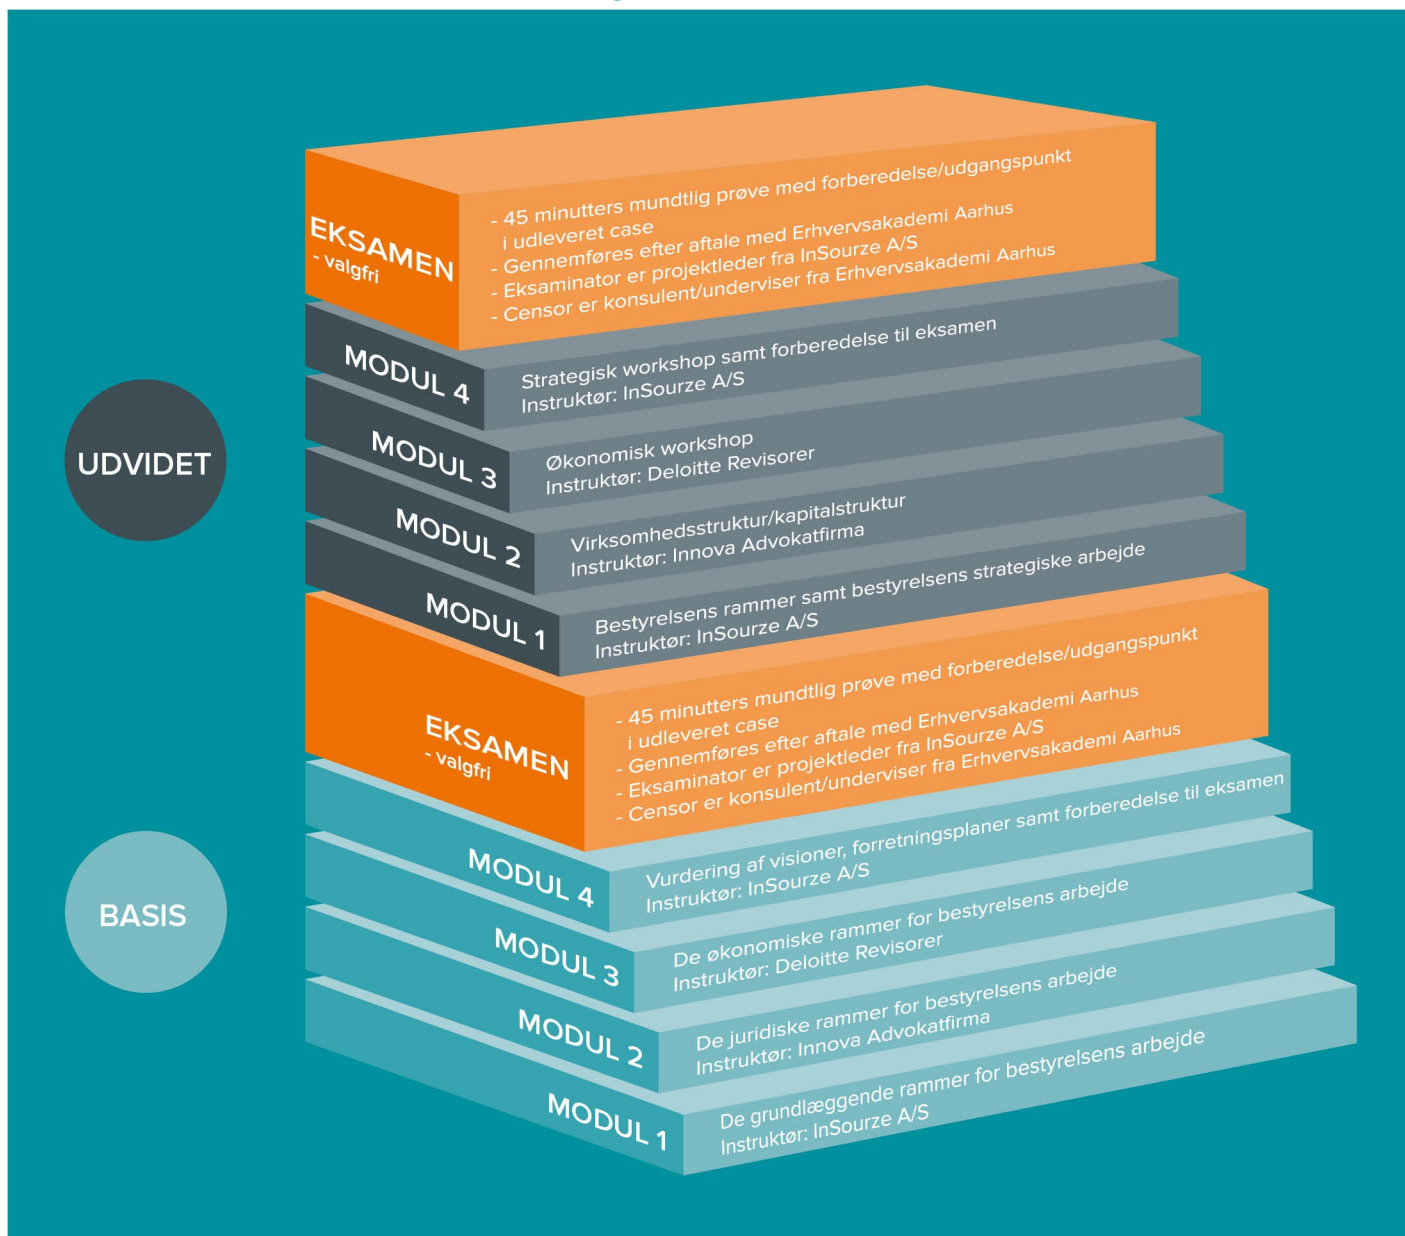 EKSAMEN
- valgfri
- 45 minutters mundtlig prøve med forberedelse/udgangspunkt
i udleveret case
- Gennemføres efter aftale med Erhvervsakademi Aarhus
- Eksaminator er projektleder fra InSourze A/S
- Censor er konsulent/underviser fra Erhvervsakademi Aarhus
UDVIDET
MODUL 4
Strategisk workshop samt forberedelse til eksamen
Instruktør: InSourze A/S
MODUL 3
Økonomisk workshop
Instruktør: Deloitte Revisorer
MODUL 2
Virksomhedsstruktur/kapitalstruktur
Instruktør: Innova Advokatfirma
MODUL 1
Bestyrelsens rammer samt bestyrelsens strategiske arbejde
Instruktør: InSourze A/S
EKSAMEN
- valgfri
- 45 minutters mundtlig prøve med forberedelse/udgangspunkt
i udleveret case
- Gennemføres efter aftale med Erhvervsakademi Aarhus
- Eksaminator er projektleder fra InSourze A/S
- Censor er konsulent/underviser fra Erhvervsakademi Aarhus
BASIS
MODUL 4
Vurdering af visioner, forretningsplaner samt forberedelse til eksamen
Instruktør: InSourze A/S
MODUL 3
De økonomiske rammer for bestyrelsens arbejde
Instruktør: Deloitte Revisorer
MODUL 2
De juridiske rammer for bestyrelsens arbejde
Instruktør: Innova Advokatfirma
MODUL 1
De grundlæggende rammer for bestyrelsens arbejde
Instruktør: InSourze A/S